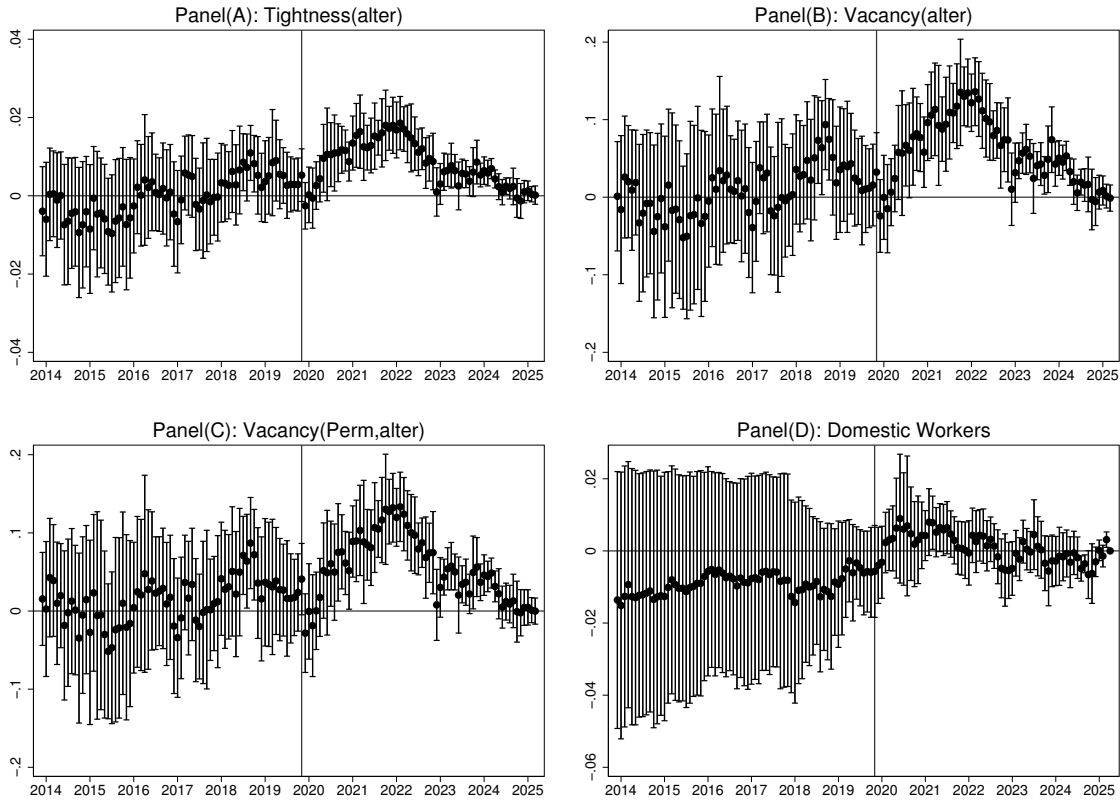 Panel(A): Tightness(alter)
.04
.02
0
-.02
-.04
2014 2015 2016 2017 2018 2019 2020 2021 2022 2023 2024 2025
Panel(B): Vacancy(alter)
.2
.1
0
-.1
-.2
2014 2015 2016 2017 2018 2019 2020 2021 2022 2023 2024 2025
Panel(C): Vacancy(Perm,alter)
.2
.1
0
-.1
-.2
2014 2015 2016 2017 2018 2019 2020 2021 2022 2023 2024 2025
Panel(D): Domestic Workers
.02
0
-.02
-.04
-.06
2014 2015 2016 2017 2018 2019 2020 2021 2022 2023 2024 2025